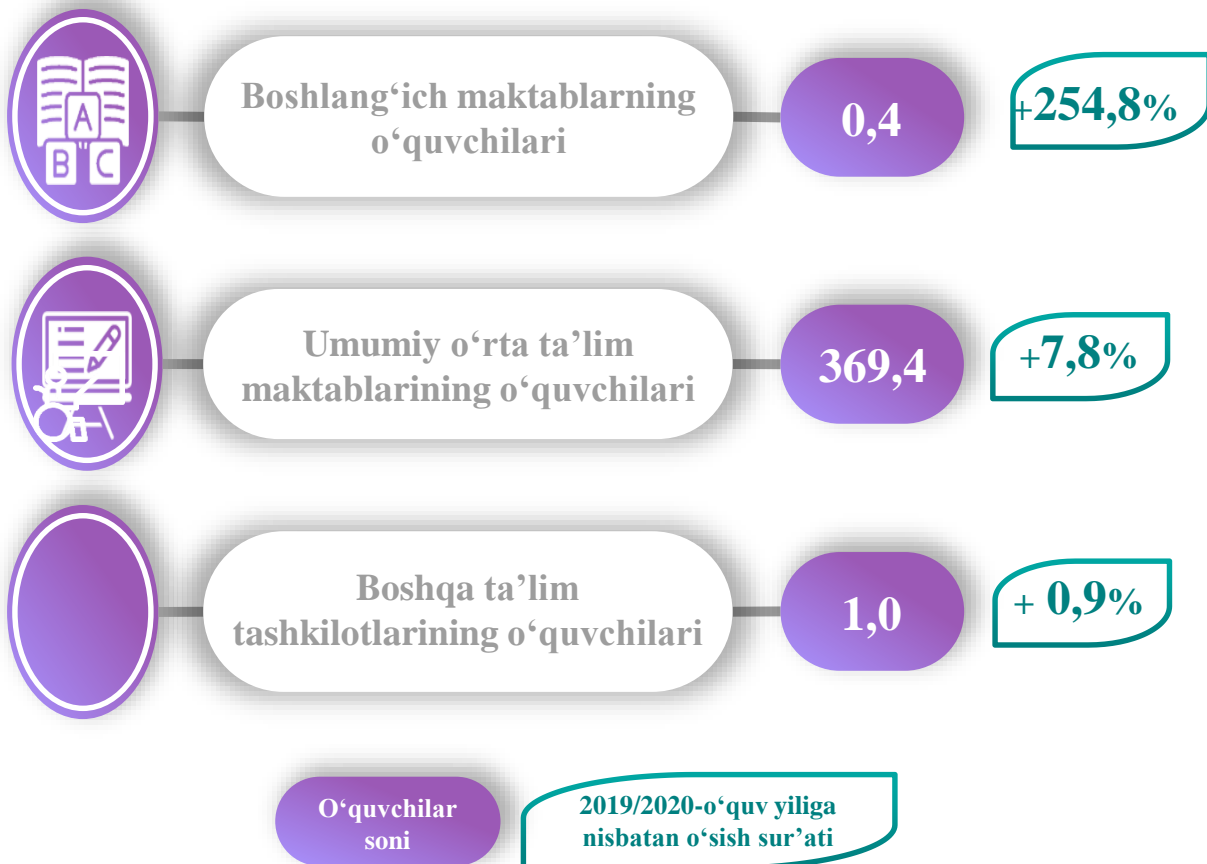 A
B C
Boshlang‘ich maktablarning
o‘quvchilari
0,4
+254,8%
Umumiy o‘rta ta’lim
maktablarining o‘quvchilari
369,4
+7,8%
Boshqa ta’lim
tashkilotlarining o‘quvchilari
1,0
+ 0,9%
O‘quvchilar
soni
2019/2020-o‘quv yiliga
nisbatan o‘sish sur’ati